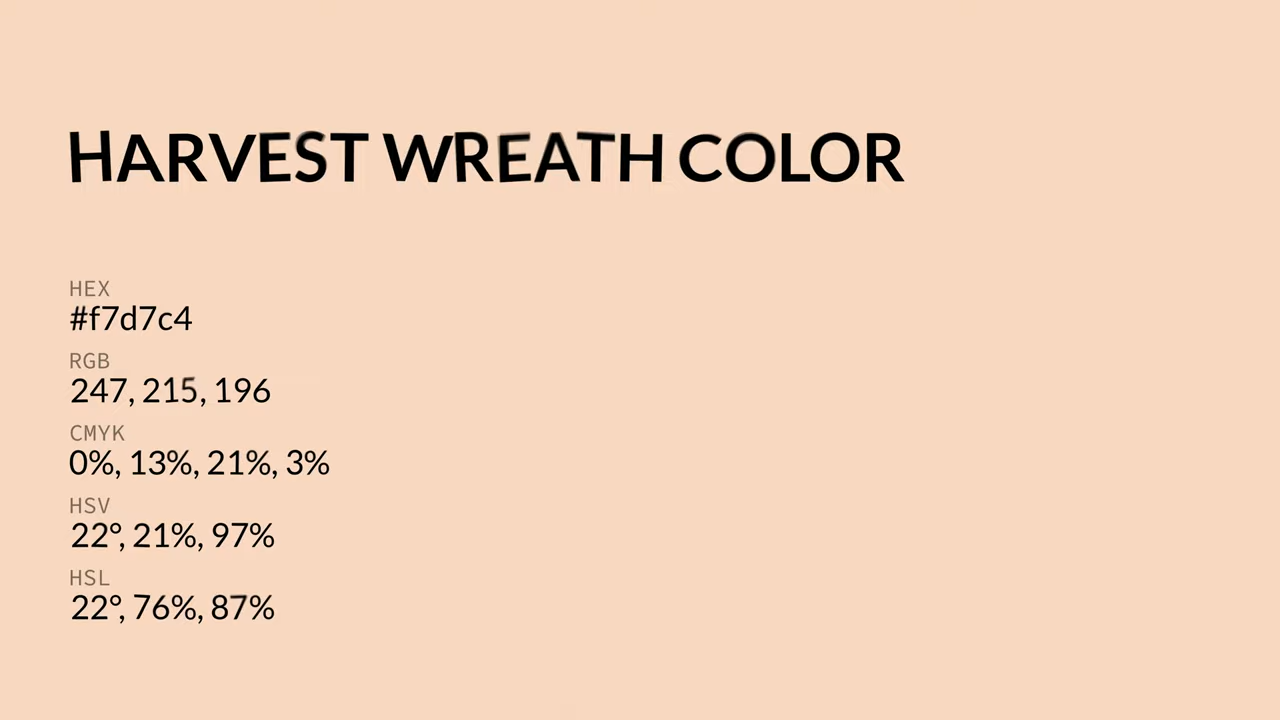 HARVEST WREATH COLOR
HEX
#f7d7c4
RGB
247, 215, 196
CMYK
0%, 13%, 21%, 3%
HSV
22°, 21%, 97%
HSL
22°, 76%, 87%